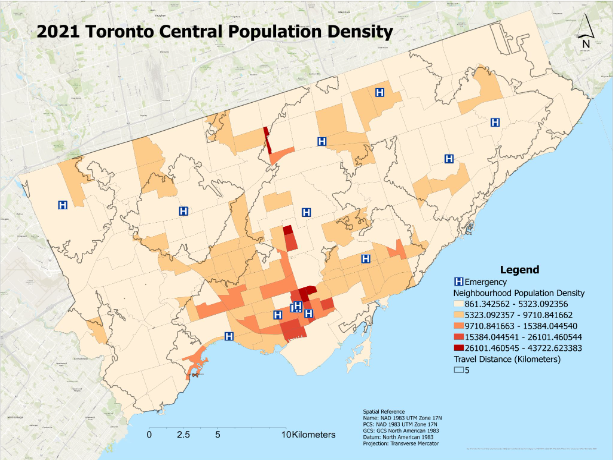 2021 Toronto Central Population Density
N
H
H
H
H
H
H
H
H
H
H
H
H
H
Legend
H Emergency
Neighbourhood Population Density
861.342562 - 5323.092356
5323.092357 - 9710.841662
9710.841663 - 15384.044540
15384.044541 - 26101.460544
26101.460545 - 43722.623383
Travel Distance (Kilometers)
5
0 2.5 5 10 Kilometers
Spatial Reference
Name: NAD 1983 UTM Zone 17N
PCS: NAD 1983 UTM Zone 17N
GCS: GCS North American 1983
Datum: North American 1983
Projection: Transverse Mercator